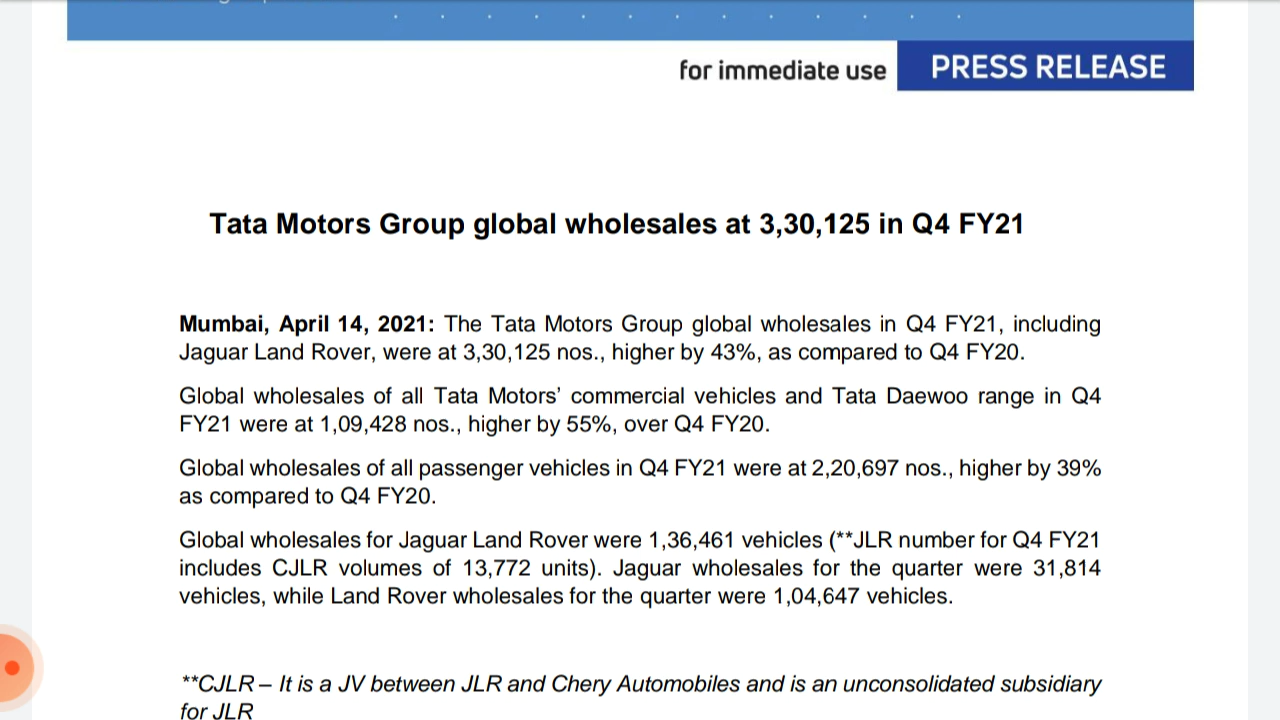 for immediate use PRESS RELEASE
Tata Motors Group global wholesales at 3,30,125 in Q4 FY21
Mumbai, April 14, 2021: The Tata Motors Group global wholesales in Q4 FY21, including
Jaguar Land Rover, were at 3,30,125 nos., higher by 43%, as compared to Q4 FY20.
Global wholesales of all Tata Motors’ commercial vehicles and Tata Daewoo range in Q4
FY21 were at 1,09,428 nos., higher by 55%, over Q4 FY20.
Global wholesales of all passenger vehicles in Q4 FY21 were at 2,20,697 nos., higher by 39%
as compared to Q4 FY20.
Global wholesales for Jaguar Land Rover were 1,36,461 vehicles (**JLR number for Q4 FY21
includes CJLR volumes of 13,772 units). Jaguar wholesales for the quarter were 31,814
vehicles, while Land Rover wholesales for the quarter were 1,04,647 vehicles.
**CJLR – It is a JV between JLR and Chery Automobiles and is an unconsolidated subsidiary
for JLR